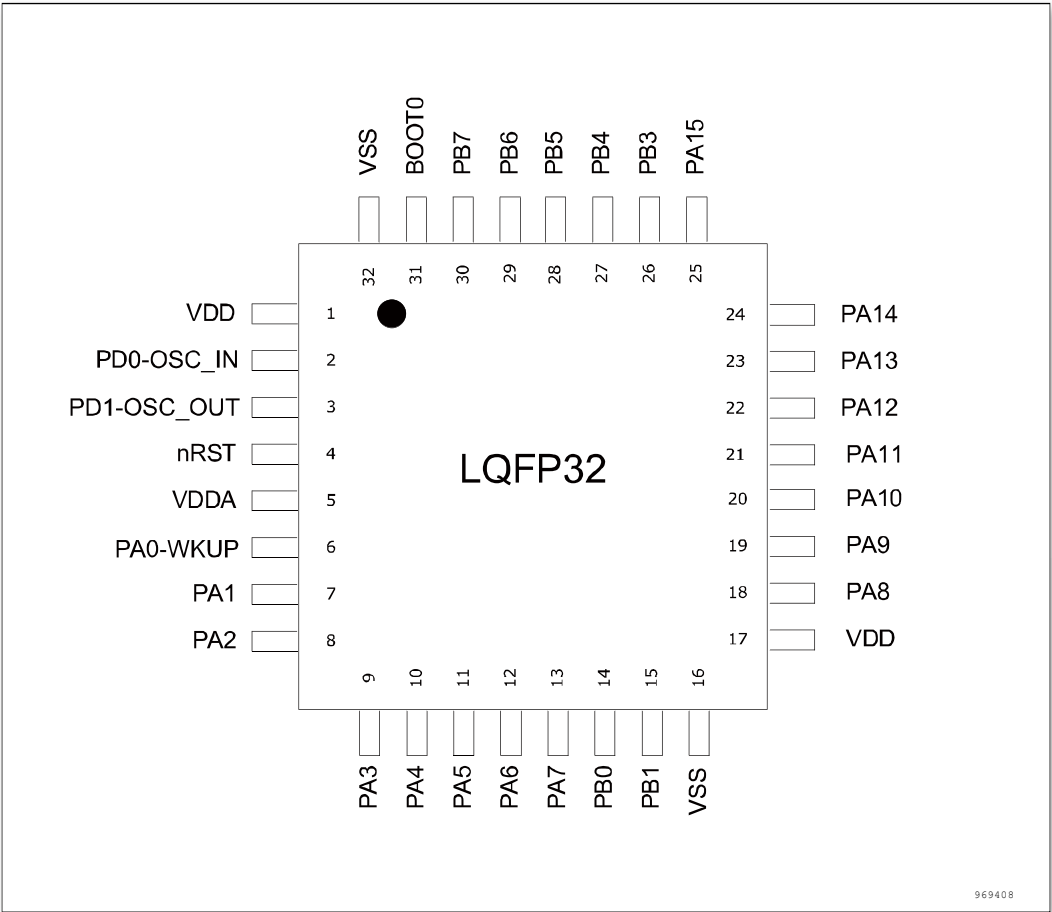 VSS
BOOT0
PB7
PB6
PB5
PB4
PB3
PA15
32
31
30
29
28
27
26
25
VDD 1
PD0-OSC_IN 2
PD1-OSC_OUT 3
nRST 4
VDDA 5
PA0-WKUP 6
PA1 7
PA2 8
LQFP32
24 PA14
23 PA13
22 PA12
21 PA11
20 PA10
19 PA9
18 PA8
17 VDD
9
10
11
12
13
14
15
16
PA3
PA4
PA5
PA6
PA7
PB0
PB1
VSS
969408